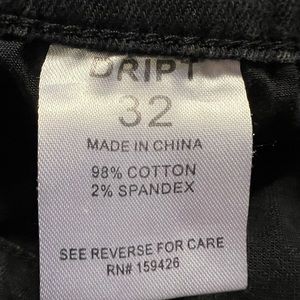 DRIPT
32
MADE IN CHINA
98% COTTON
2% SPANDEX
SEE REVERSE FOR CARE
RN# 159426